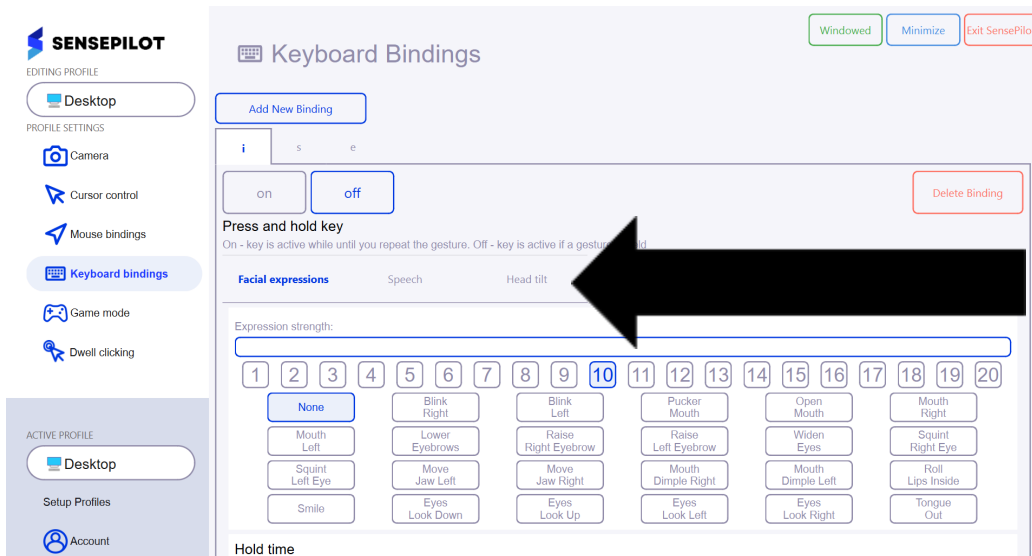 SENSEPILOT
EDITING PROFILE
Desktop
PROFILE SETTINGS
Camera
Cursor control
Mouse bindings
Keyboard bindings
Game mode
Dwell clicking
ACTIVE PROFILE
Desktop
Setup Profiles
Account
Windowed Minimize Exit SensePilo
Keyboard Bindings
Add New Binding
i s e
on off Delete Binding
Press and hold key
On - key is active while until you repeat the gesture. Off - key is active if a
Facial expressions Speech Head tilt
Expression strength:
1 2 3 4 5 6 7 8 9 10 11 12 13 14 15 16 17 18 19 20
None
Blink
Right
Blink
Left
Pucker
Mouth
Open
Mouth
Mouth
Right
Mouth
Left
Lower
Eyebrows
Raise
Right Eyebrow
Raise
Left Eyebrow
Widen
Eyes
Squint
Right Eye
Squint
Left Eye
Move
Jaw Left
Move
Jaw Right
Mouth
Dimple Right
Mouth
Dimple Left
Roll
Lips Inside
Smile
Eyes
Look Down
Eyes
Look Up
Eyes
Look Left
Eyes
Look Right
Tongue
Out
Hold time